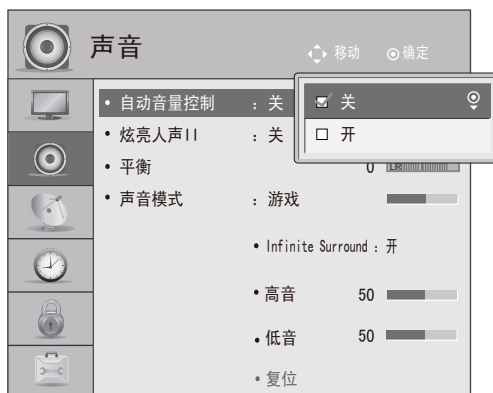 声音
移动 确定
• 自动音量控制 : 关
关
开
• 炫亮人声II : 关
• 平衡 0
• 声音模式 : 游戏
• Infinite Surround : 开
• 高音 50
• 低音 50
• 复位